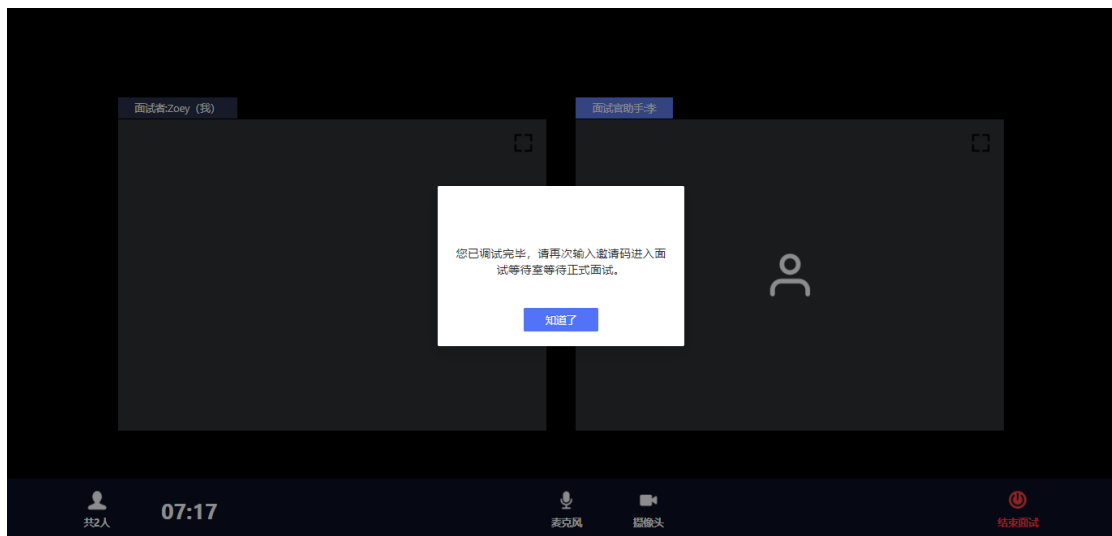 面试者:Zoey（我）
面试官助手:李
您已调试完毕，请再次输入邀请码进入面
试等待室等待正式面试。
知道了
共2人
07:17
麦克风
摄像头
结束面试